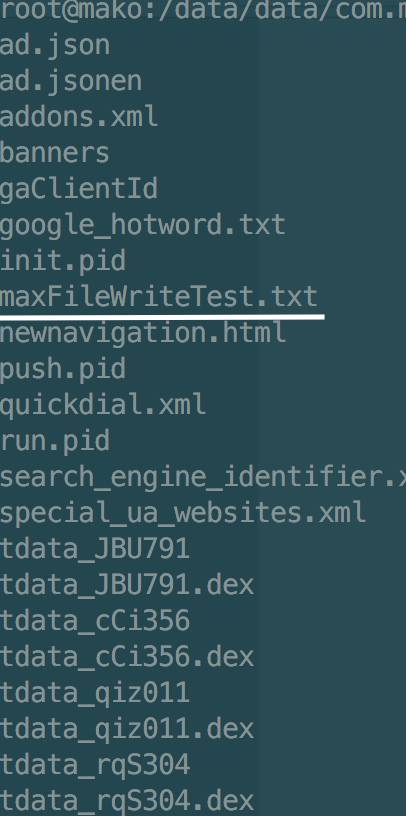 root@mako:/data/data/com.m
ad.json
ad.jsonen
addons.xml
banners
gaClientId
google_hotword.txt
init.pid
maxFileWriteTest.txt
newnavigation.html
push.pid
quickdial.xml
run.pid
search_engine_identifier.x
special_ua_websites.xml
tdata_JBU791
tdata_JBU791.dex
tdata_cCi356
tdata_cCi356.dex
tdata_qiz011
tdata_qiz011.dex
tdata_rqS304
tdata_rqS304.dex